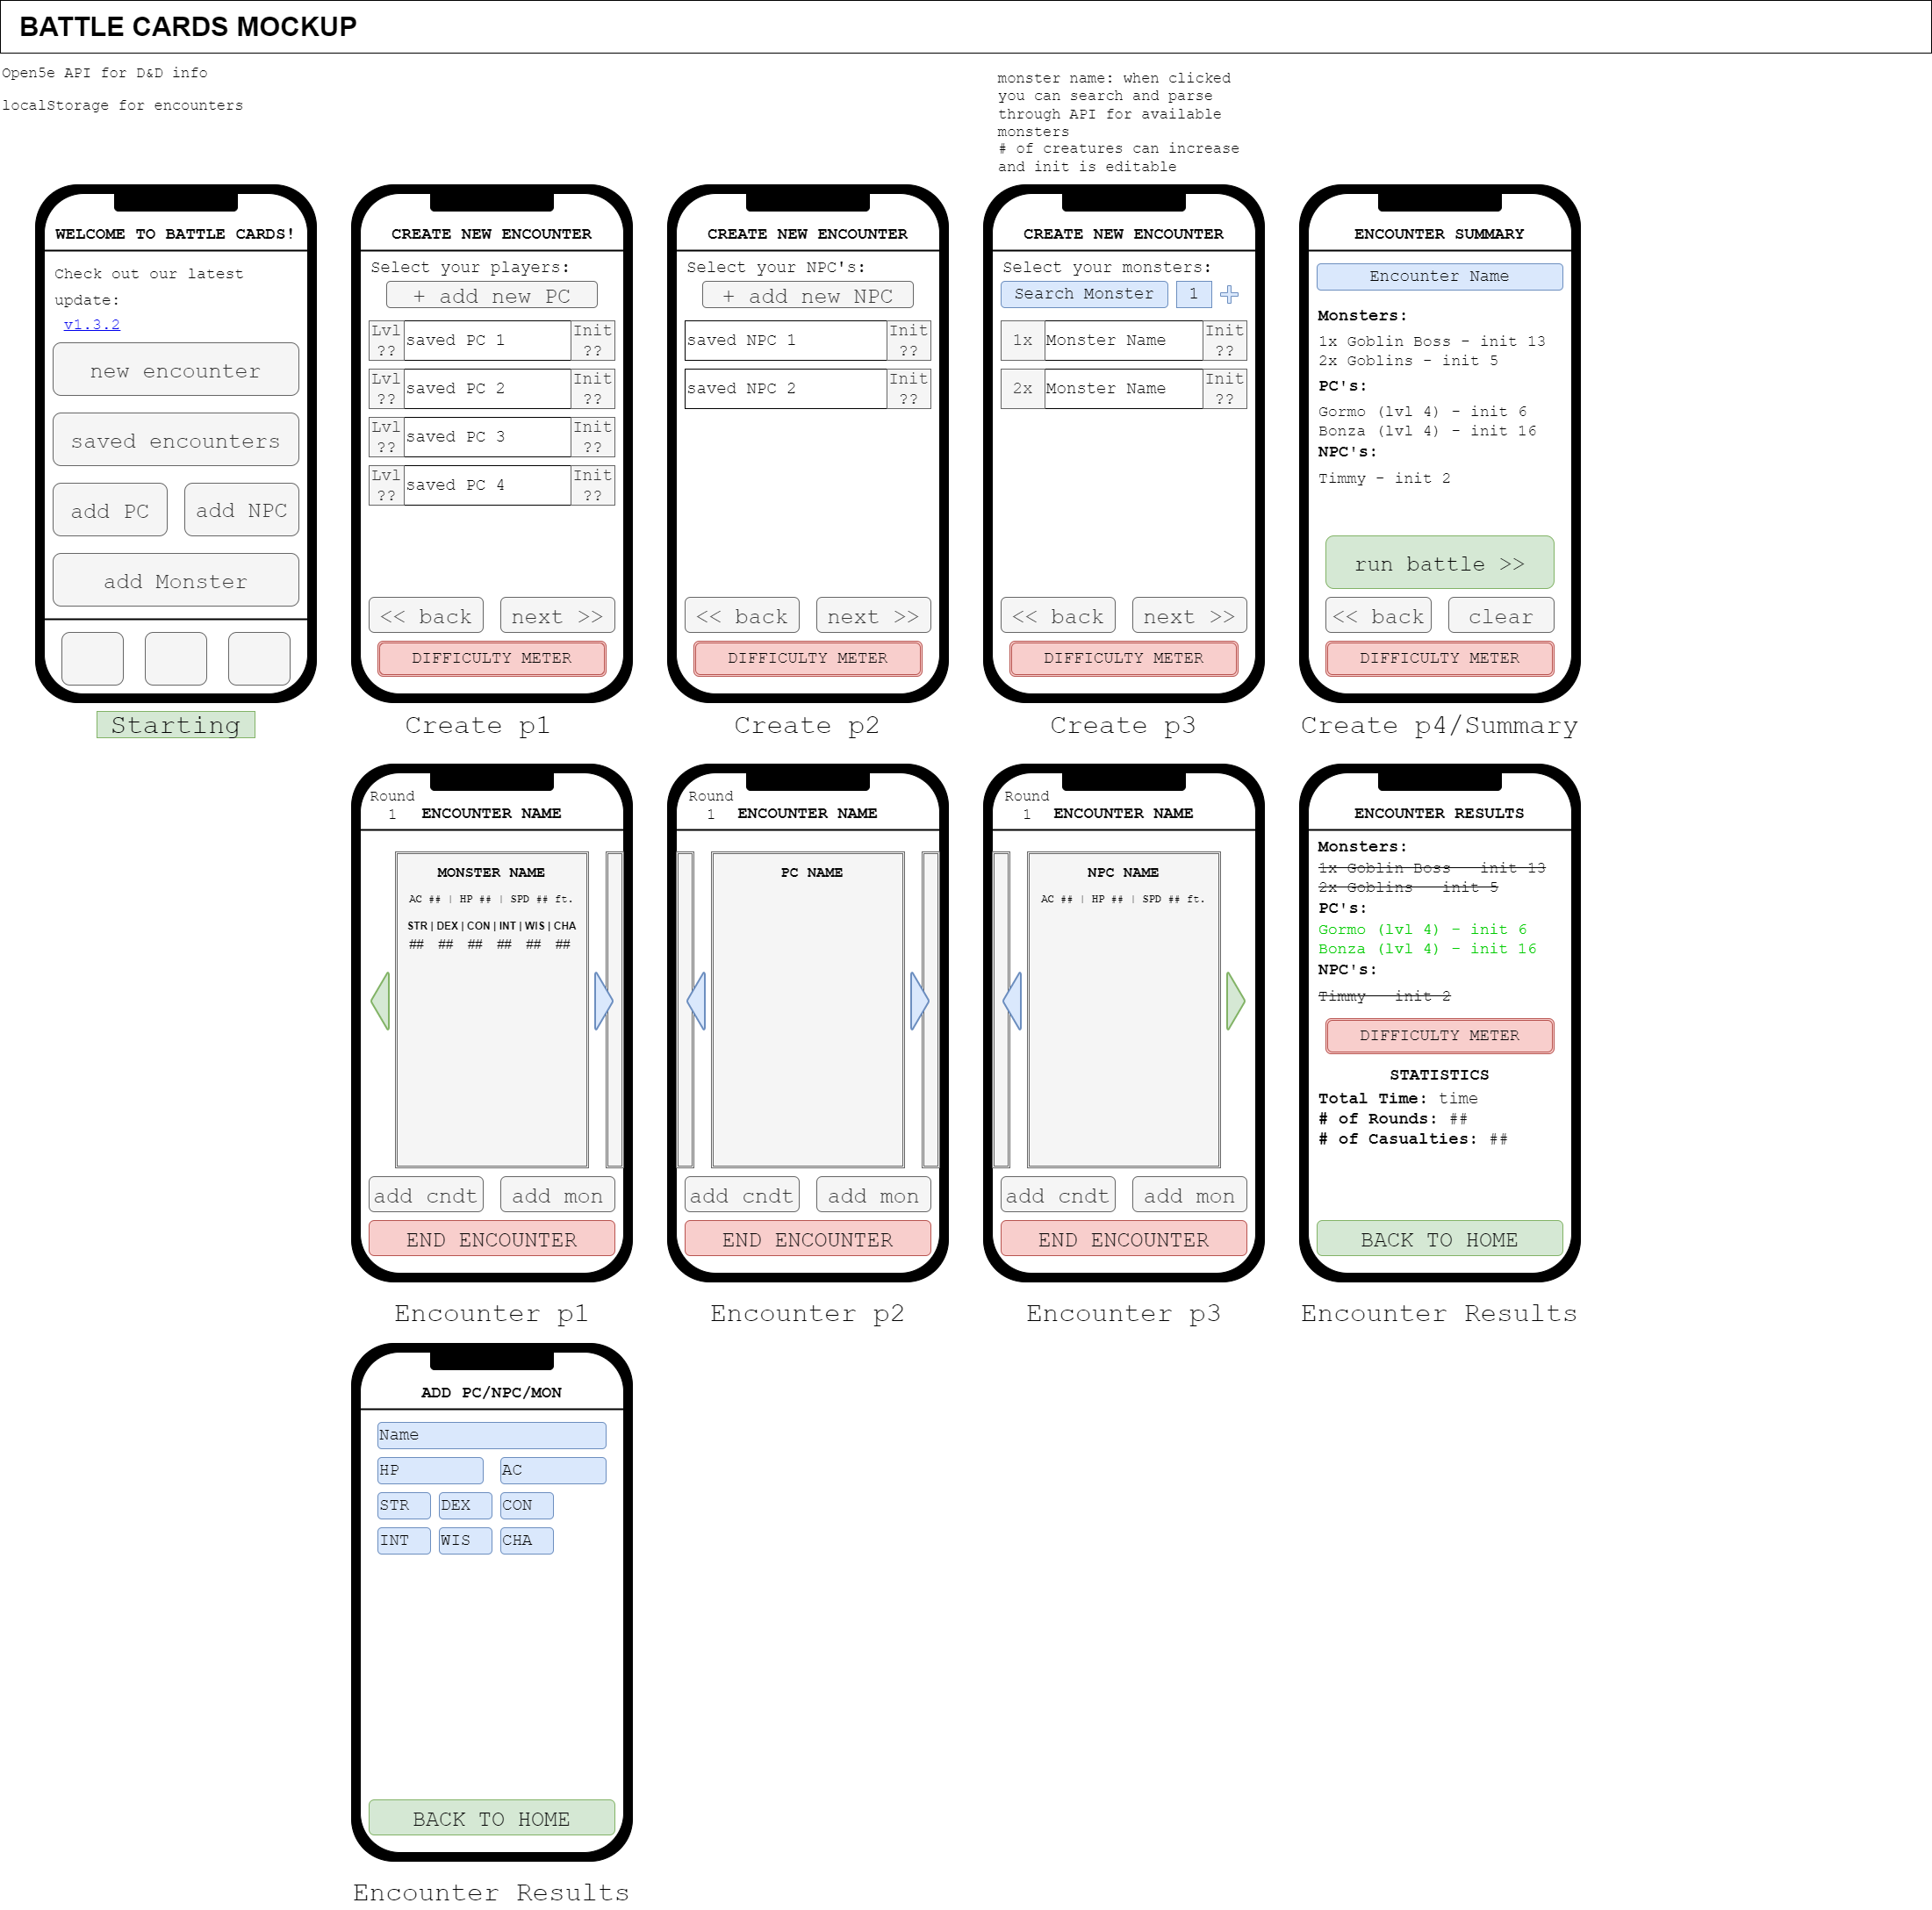 BATTLE CARDS MOCKUP
Open5e API for D&D info
localStorage for encounters
monster name: when clicked
you can search and parse
through API for available
monsters
# of creatures can increase
and init is editable
WELCOME TO BATTLE CARDS!
Check out our latest
update:
v1.3.2
new encounter
saved encounters
add PC
add NPC
add Monster
Starting
CREATE NEW ENCOUNTER
Select your players:
+ add new PC
Lvl
??
saved PC 1
Init
??
Lvl
??
saved PC 2
Init
??
Lvl
??
saved PC 3
Init
??
Lvl
??
saved PC 4
Init
??
<< back
next >>
DIFFICULTY METER
Create p1
CREATE NEW ENCOUNTER
Select your NPC's:
+ add new NPC
saved NPC 1
Init
??
saved NPC 2
Init
??
<< back
next >>
DIFFICULTY METER
Create p2
CREATE NEW ENCOUNTER
Select your monsters:
Search Monster
1
1x
Monster Name
Init
??
2x
Monster Name
Init
??
<< back
next >>
DIFFICULTY METER
Create p3
ENCOUNTER SUMMARY
Encounter Name
Monsters:
1x Goblin Boss - init 13
2x Goblins - init 5
PC's:
Gormo (lvl 4) - init 6
Bonza (lvl 4) - init 16
NPC's:
Timmy - init 2
run battle >>
<< back
clear
DIFFICULTY METER
Create p4/Summary
Round
1
ENCOUNTER NAME
MONSTER NAME
AC ## | HP ## | SPD ## ft.
STR | DEX | CON | INT | WIS | CHA
## ## ## ## ## ##
add cndt
add mon
END ENCOUNTER
Encounter p1
Round
1
ENCOUNTER NAME
PC NAME
add cndt
add mon
END ENCOUNTER
Encounter p2
Round
1
ENCOUNTER NAME
NPC NAME
AC ## | HP ## | SPD ## ft.
add cndt
add mon
END ENCOUNTER
Encounter p3
ENCOUNTER RESULTS
Monsters:
1x Goblin Boss - init 13
2x Goblins - init 5
PC's:
Gormo (lvl 4) - init 6
Bonza (lvl 4) - init 16
NPC's:
Timmy - init 2
DIFFICULTY METER
STATISTICS
Total Time: time
# of Rounds: ##
# of Casualties: ##
BACK TO HOME
Encounter Results
ADD PC/NPC/MON
Name
HP
AC
STR
DEX
CON
INT
WIS
CHA
BACK TO HOME
Encounter Results